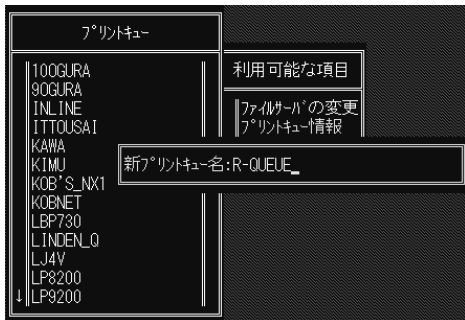 プリントキュー
100GURA
90GURA
INLINE
ITTOUSAI
KAWA
KIMU
KOB'S_NX1
KOBNET
LBP730
LINDEN_Q
LJ4V
LP8200
↓LP9200
利用可能な項目
ファイルサーバの変更
プリントキュー情報
新プリントキュー名:R-QUEUE_